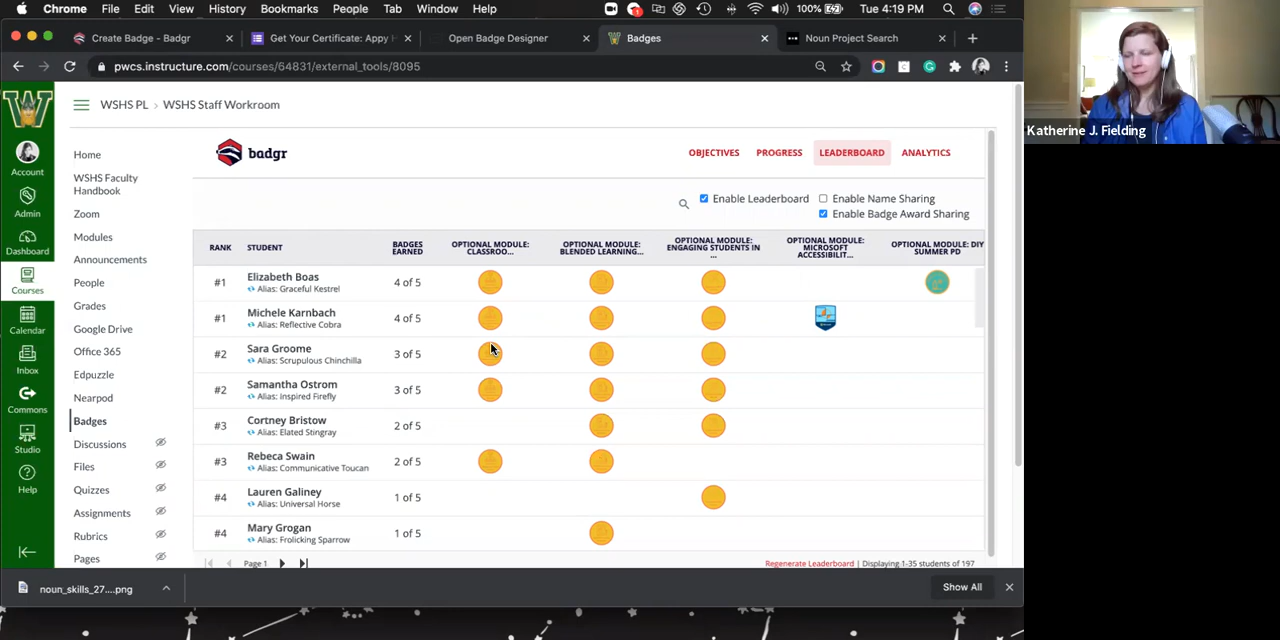 Chrome File Edit View History Bookmarks People Tab Window Help 100% Tue 4:19 PM
Create Badge - Badgr Get Your Certificate: Appy H Open Badge Designer Badges Noun Project Search
pwcs.instructure.com/courses/64831/external_tools/8095
WSHS PL > WSHS Staff Workroom
Account
Admin
Dashboard
Courses
Calendar
Inbox
Commons
Studio
Help
Home
WSHS Faculty
Handbook
Zoom
Modules
Announcements
People
Grades
Google Drive
Office 365
Edpuzzle
Nearpod
Badges
Discussions
Files
Quizzes
Assignments
Rubrics
Pages
badgr
OBJECTIVES PROGRESS LEADERBOARD ANALYTICS
Enable Leaderboard Enable Name Sharing
Enable Badge Award Sharing
RANK STUDENT BADGES EARNED OPTIONAL MODULE: CLASSROO... OPTIONAL MODULE: BLENDED LEARNING... OPTIONAL MODULE: ENGAGING STUDENTS IN ... OPTIONAL MODULE: MICROSOFT ACCESSIBILIT... OPTIONAL MODULE: DIY SUMMER PD
#1 Elizabeth Boas 4 of 5
Alias: Graceful Kestrel
#1 Michele Karnbach 4 of 5
Alias: Reflective Cobra
#2 Sara Groome 3 of 5
Alias: Scrupulous Chinchilla
#2 Samantha Ostrom 3 of 5
Alias: Inspired Firefly
#3 Cortney Bristow 2 of 5
Alias: Elated Stingray
#3 Rebeca Swain 2 of 5
Alias: Communicative Toucan
#4 Lauren Galiney 1 of 5
Alias: Universal Horse
#4 Mary Grogan 1 of 5
Alias: Frolicking Sparrow
Page 1 Regenerate Leaderboard | Displaying 1-35 students of 197
noun_skills_27....png Show All
Katherine J. Fielding